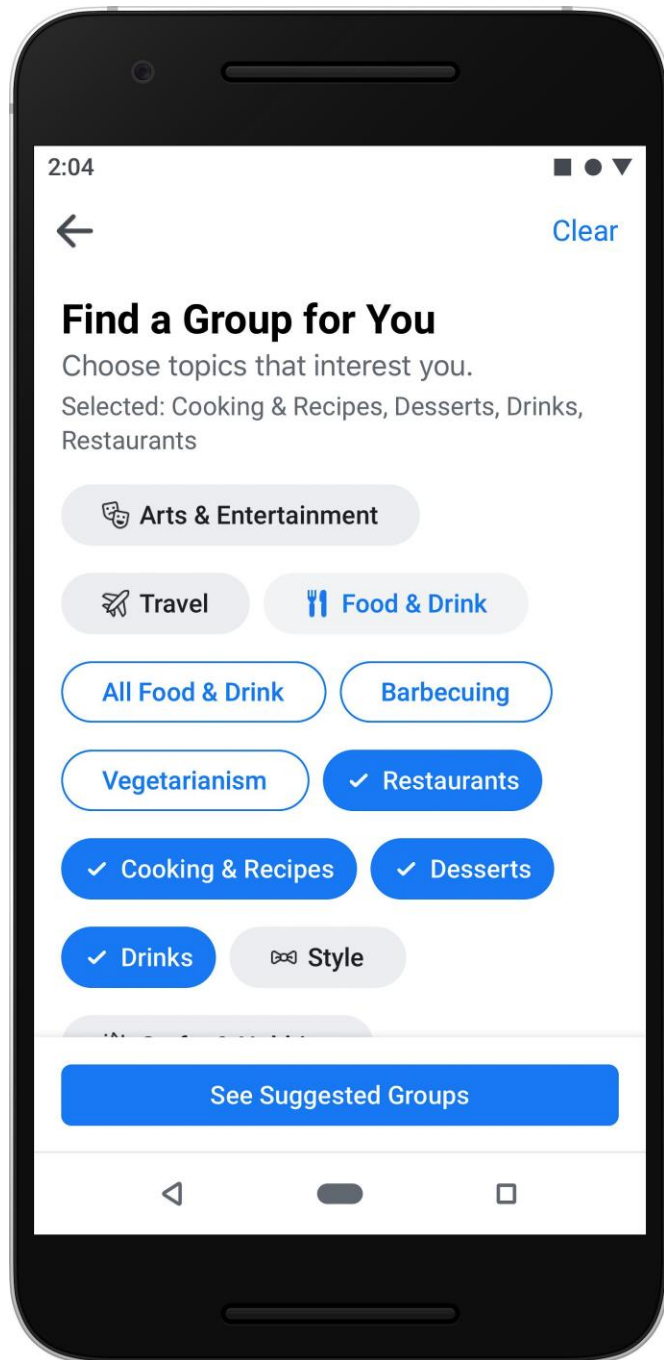 2:04
Clear
Find a Group for You
Choose topics that interest you.
Selected: Cooking & Recipes, Desserts, Drinks,
Restaurants
Arts & Entertainment
Travel Food & Drink
All Food & Drink Barbecuing
Vegetarianism Restaurants
Cooking & Recipes Desserts
Drinks Style
See Suggested Groups